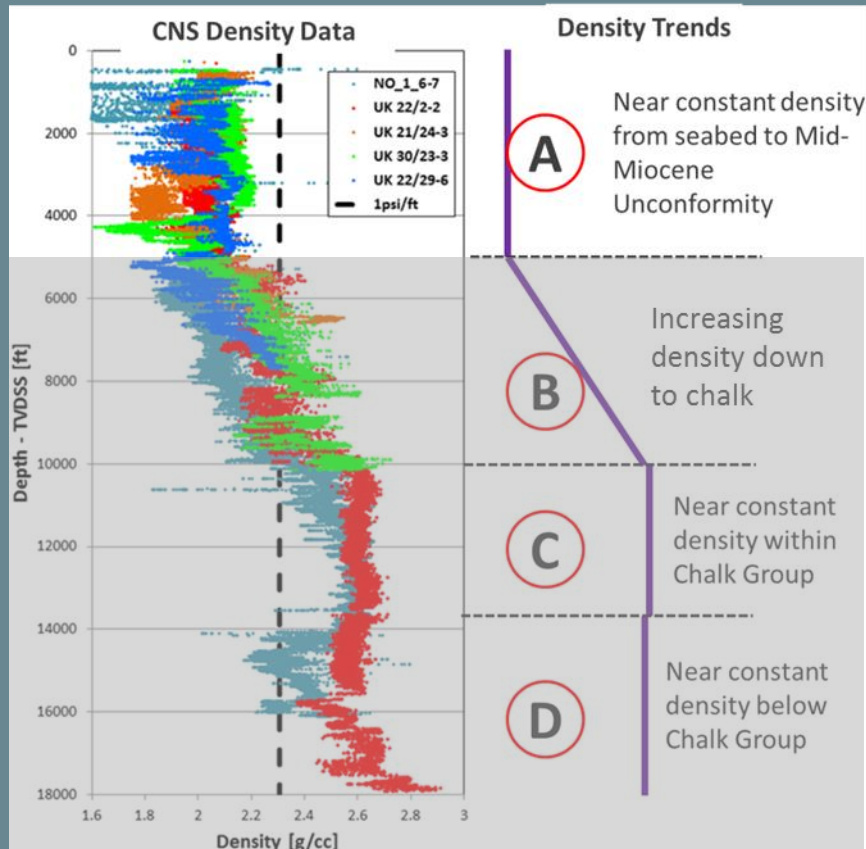 CNS Density Data
Density Trends
0
2000
4000
6000
8000
10000
12000
14000
16000
18000
Depth - TVDSS [ft]
1.6
1.8
2
2.2
2.4
2.6
2.8
3
Density [g/cc]
NO_1_6-7
UK 22/2-2
UK 21/24-3
UK 30/23-3
UK 22/29-6
1psi/ft
A
Near constant density
from seabed to Mid-
Miocene
Unconformity
B
Increasing
density down
to chalk
C
Near constant
density within
Chalk Group
D
Near constant
density below
Chalk Group